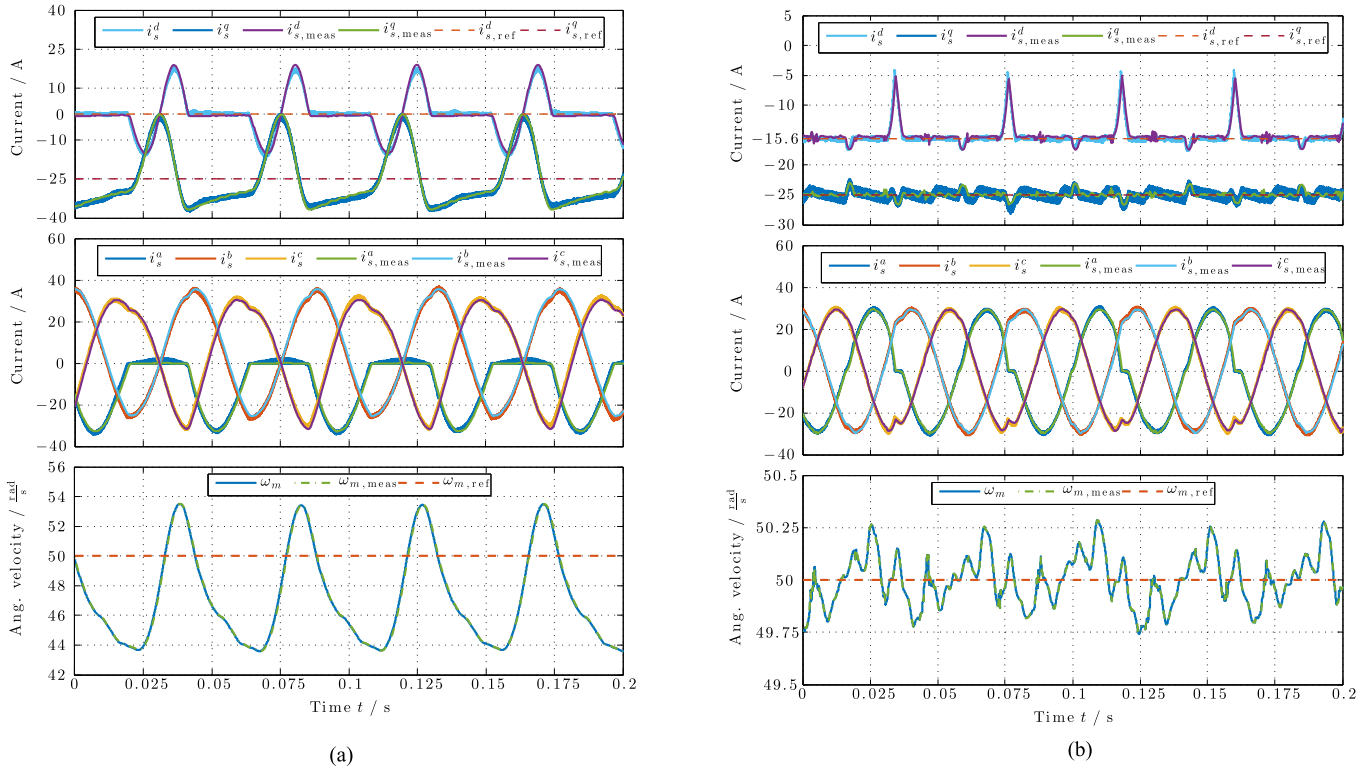 i_s^d i_s^q i_{s,meas}^d i_{s,meas}^q i_{s,ref}^d i_{s,ref}^q
40
25
10
0
−10
−25
−40
Current / A
i_s^a i_s^b i_s^c i_{s,meas}^a i_{s,meas}^b i_{s,meas}^c
60
40
20
0
−20
−40
Current / A
ω_m ω_{m,meas} ω_{m,ref}
56
54
52
50
48
46
44
42
Ang. velocity / rad/s
0 0.025 0.05 0.075 0.1 0.125 0.15 0.175 0.2
Time t / s
(a)
i_s^d i_s^q i_{s,meas}^d i_{s,meas}^q i_{s,ref}^d i_{s,ref}^q
5
0
−5
−10
−15.6
−20
−25
−30
Current / A
i_s^a i_s^b i_s^c i_{s,meas}^a i_{s,meas}^b i_{s,meas}^c
60
40
20
0
−20
−40
Current / A
ω_m ω_{m,meas} ω_{m,ref}
50.5
50.25
50
49.75
49.5
Ang. velocity / rad/s
0 0.025 0.05 0.075 0.1 0.125 0.15 0.175 0.2
Time t / s
(b)